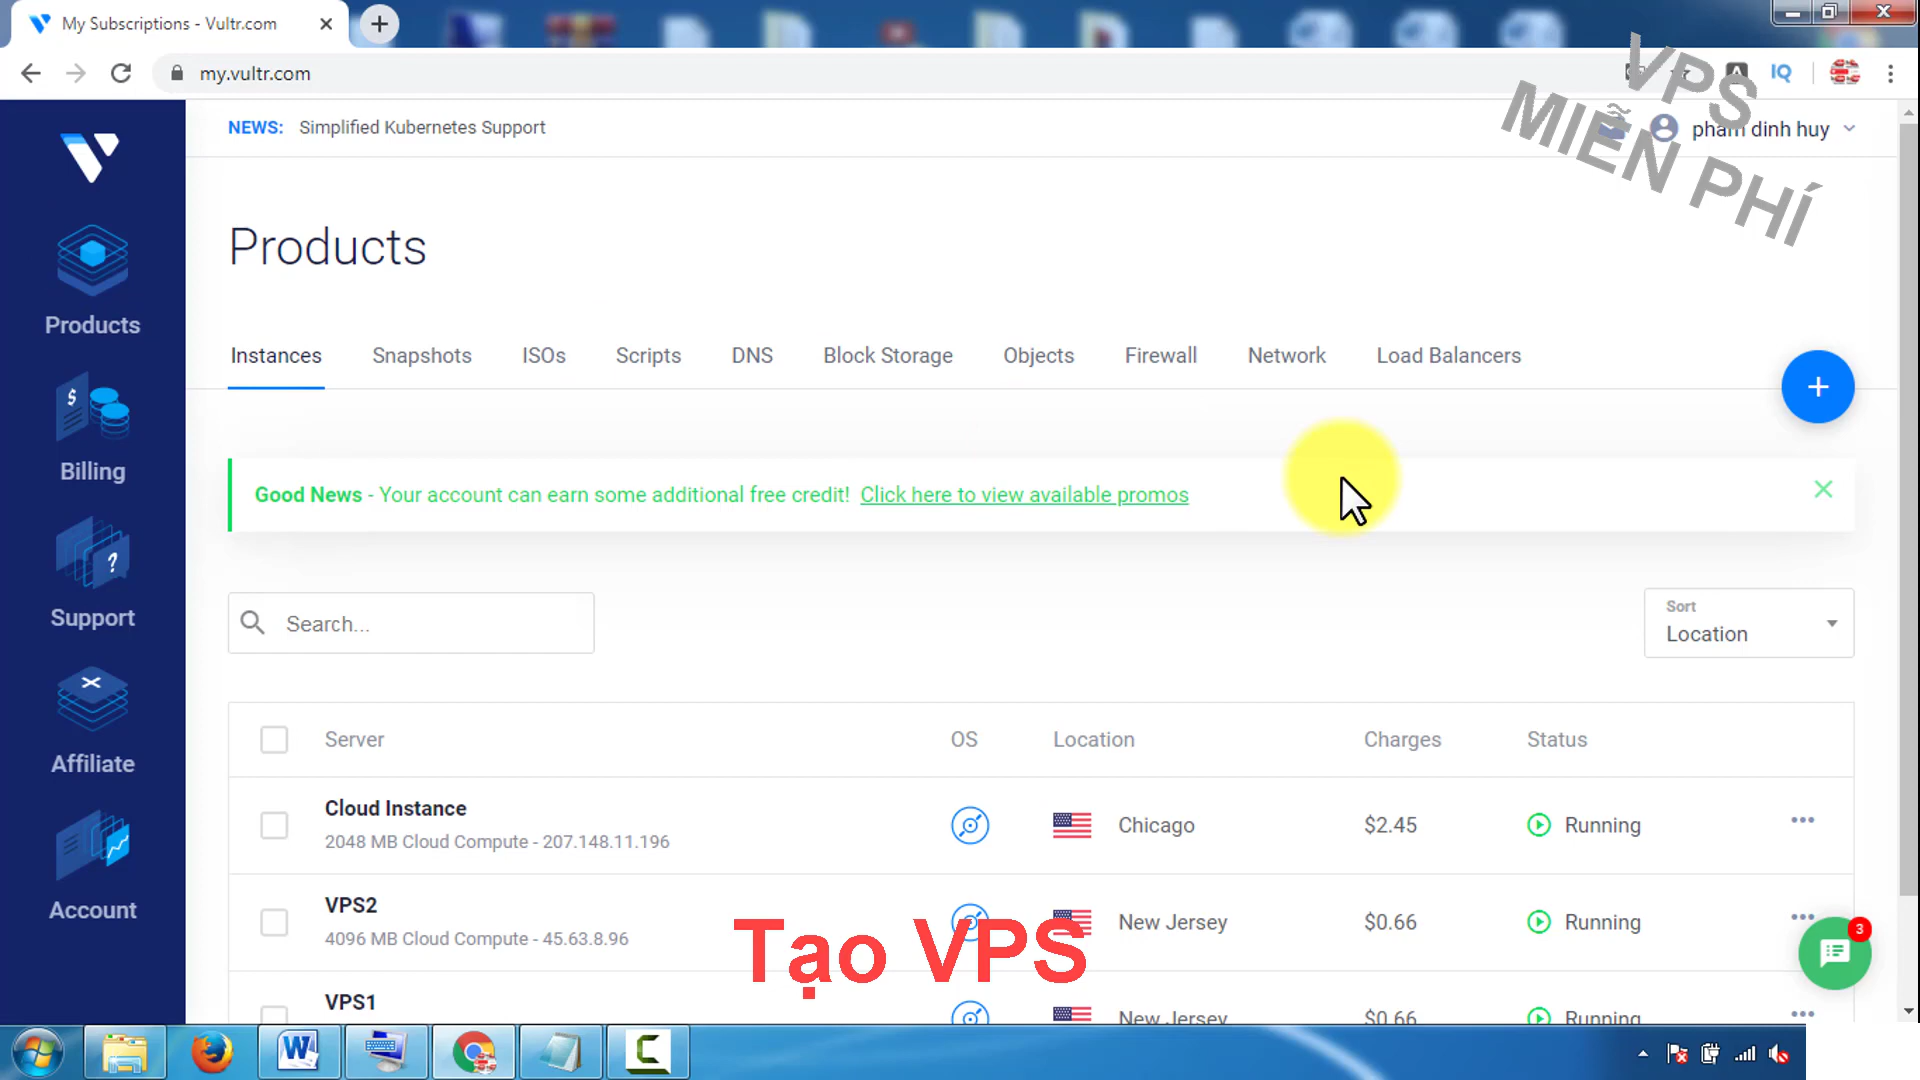 My Subscriptions - Vultr.com
my.vultr.com
IQ
VPS
MIỄN PHÍ
NEWS: Simplified Kubernetes Support
pham dinh huy
Products
Products
Billing
Support
Affiliate
Account
Instances Snapshots ISOs Scripts DNS Block Storage Objects Firewall Network Load Balancers
Good News - Your account can earn some additional free credit! Click here to view available promos
Search...
Sort
Location
Server OS Location Charges Status
Cloud Instance
2048 MB Cloud Compute - 207.148.11.196
Chicago $2.45 Running
VPS2
4096 MB Cloud Compute - 45.63.8.96
New Jersey $0.66 Running
3
Tạo VPS
VPS1
New Jersey $0.66 Running